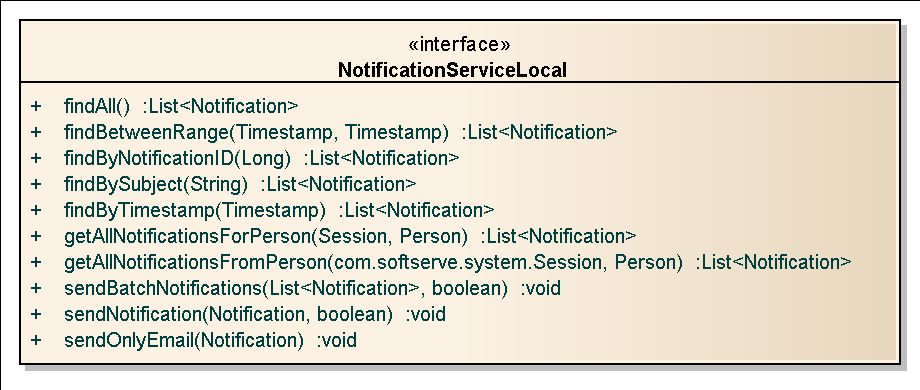 «interface»
NotificationServiceLocal
+ findAll() :List<Notification>
+ findBetweenRange(Timestamp, Timestamp) :List<Notification>
+ findByNotificationID(Long) :List<Notification>
+ findBySubject(String) :List<Notification>
+ findByTimestamp(Timestamp) :List<Notification>
+ getAllNotificationsForPerson(Session, Person) :List<Notification>
+ getAllNotificationsFromPerson(com.softserve.system.Session, Person) :List<Notification>
+ sendBatchNotifications(List<Notification>, boolean) :void
+ sendNotification(Notification, boolean) :void
+ sendOnlyEmail(Notification) :void